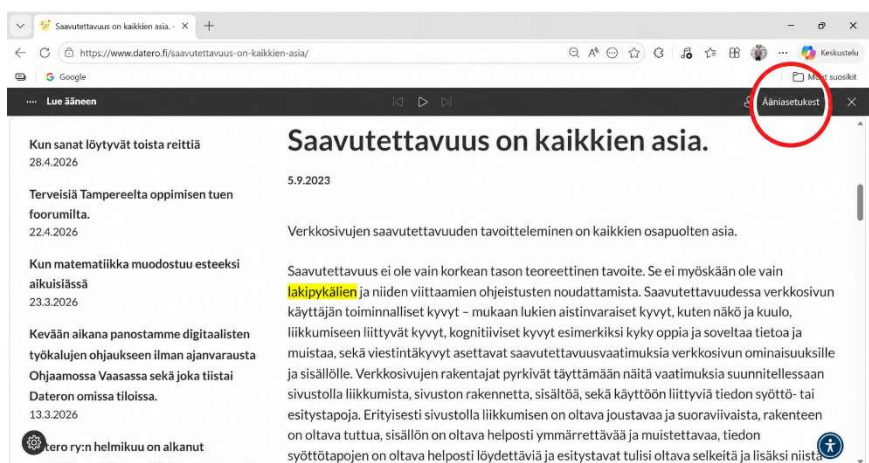 Saavutettavuus on kaikkien asia.
https://www.datero.fi/saavutettavuus-on-kaikkien-asia/
Keskustelu
Google
Muut suosikit
Lue ääneen
Ääniasetukset
Kun sanat löytyvät toista reittiä
28.4.2026
Terveisiä Tampereelta oppimisen tuen
foorumilta.
22.4.2026
Kun matematiikka muodostuu esteeksi
aikuisiässä
23.3.2026
Kevään aikana panostamme digitaalisten
työkalujen ohjaukseen ilman ajanvarausta
Ohjaamossa Vaasassa sekä joka tiistai
Dateron omissa tiloissa.
13.3.2026
tero ry:n helmikuu on alkanut
Saavutettavuus on kaikkien asia.
5.9.2023
Verkkosivujen saavutettavuuden tavoitteleminen on kaikkien osapuolten asia.
Saavutettavuus ei ole vain korkean tason teoreettinen tavoite. Se ei myöskään ole vain
lakipykälien ja niiden viittaamien ohjeistusten noudattamista. Saavutettavuudessa verkkosivun
käyttäjän toiminnalliset kyvyt – mukaan lukien aistinvaraiset kyvyt, kuten näkö ja kuulo,
liikkumiseen liittyvät kyvyt, kognitiiviset kyvyt esimerkiksi kyky oppia ja soveltaa tietoa ja
muistaa, sekä viestintäkyvyt asettavat saavutettavuusvaatimuksia verkkosivun ominaisuuksille
ja sisällölle. Verkkosivujen rakentajat pyrkivät täyttämään näitä vaatimuksia suunnitellessaan
sivustolla liikkumista, sivuston rakennetta, sisältöä, sekä käyttöön liittyviä tiedon syöttö- tai
esitystapoja. Erityisesti sivustolla liikkumisen on oltava joustavaa ja suoraviivaista, rakenteen
on oltava tuttua, sisällön on oltava helposti ymmärrettävää ja muistettavaa, tiedon
syöttötapojen on oltava helposti löydettäviä ja esitystavat tulisi oltava selkeitä ja lisäksi niistä